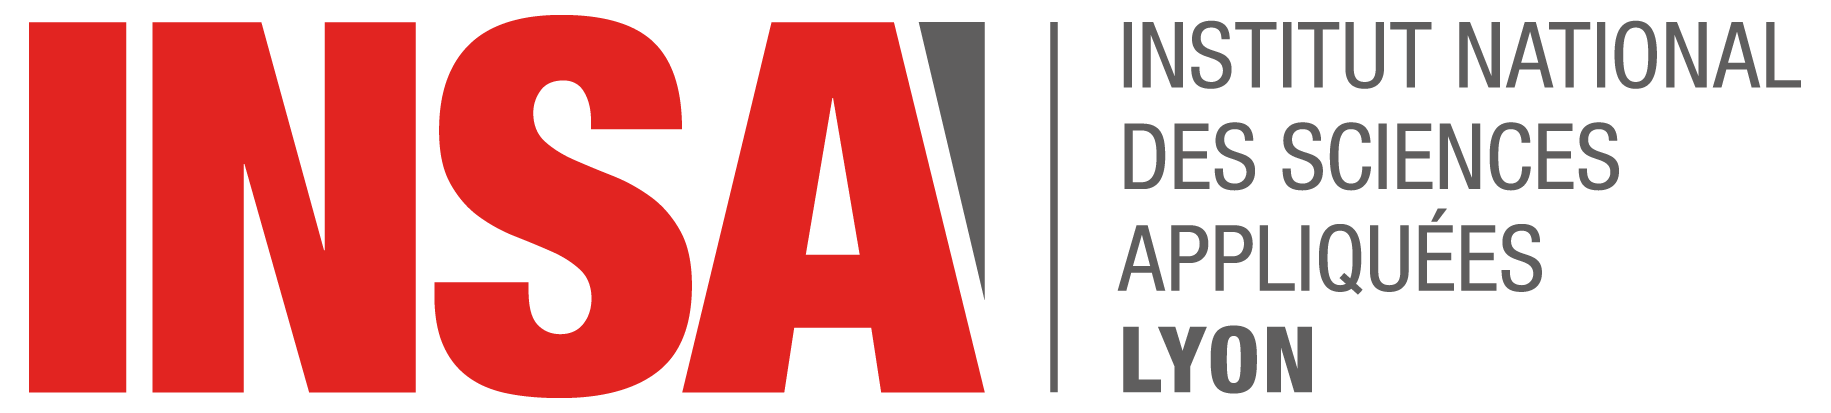 INSA
INSTITUT NATIONAL
DES SCIENCES
APPLIQUÉES
LYON